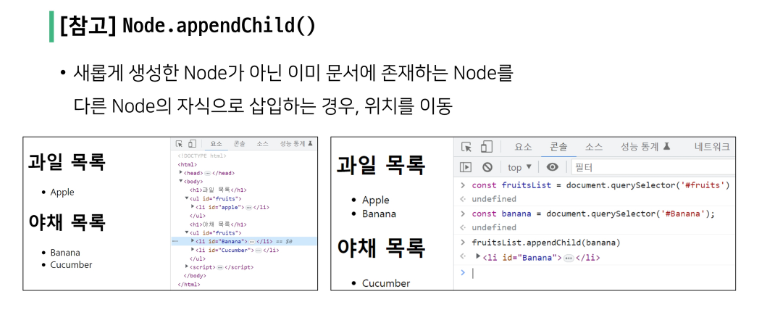 [참고] Node.appendChild()
• 새롭게 생성한 Node가 아닌 이미 문서에 존재하는 Node를
다른 Node의 자식으로 삽입하는 경우, 위치를 이동
과일 목록
• Apple
야채 목록
• Banana
• Cucumber
요소 콘솔 소스 성능 통계
<!DOCTYPE html>
<html>
▶<head> … </head>
▼<body>
<h1>과일 목록</h1>
▼<ul id="fruits">
▶<li id="apple"> … </li>
</ul>
<h1>야채 목록</h1>
▼<ul id="fruits">
… ▶<li id="Banana"> … </li> == $0
▶<li id="Cucumber"> … </li>
</ul>
▶<script> … </script>
</body>
</html>
과일 목록
• Apple
• Banana
야채 목록
• Cucumber
요소 콘솔 소스 성능 통계 네트워크
top ▼ 필터
> const fruitsList = document.querySelector('#fruits')
< undefined
> const banana = document.querySelector('#Banana');
< undefined
> fruitsList.appendChild(banana)
< ▶<li id="Banana"> … </li>
>